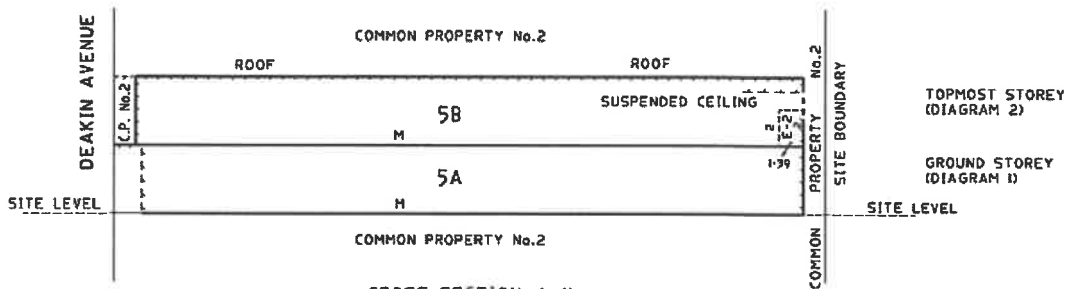 DEAKIN AVENUE
COMMON PROPERTY No.2
ROOF
ROOF
C.P. No.2
5B
SUSPENDED CEILING
M
2
E-2
1·39
COMMON PROPERTY No.2
SITE BOUNDARY
TOPMOST STOREY
(DIAGRAM 2)
5A
M
GROUND STOREY
(DIAGRAM 1)
SITE LEVEL
SITE LEVEL
COMMON PROPERTY No.2